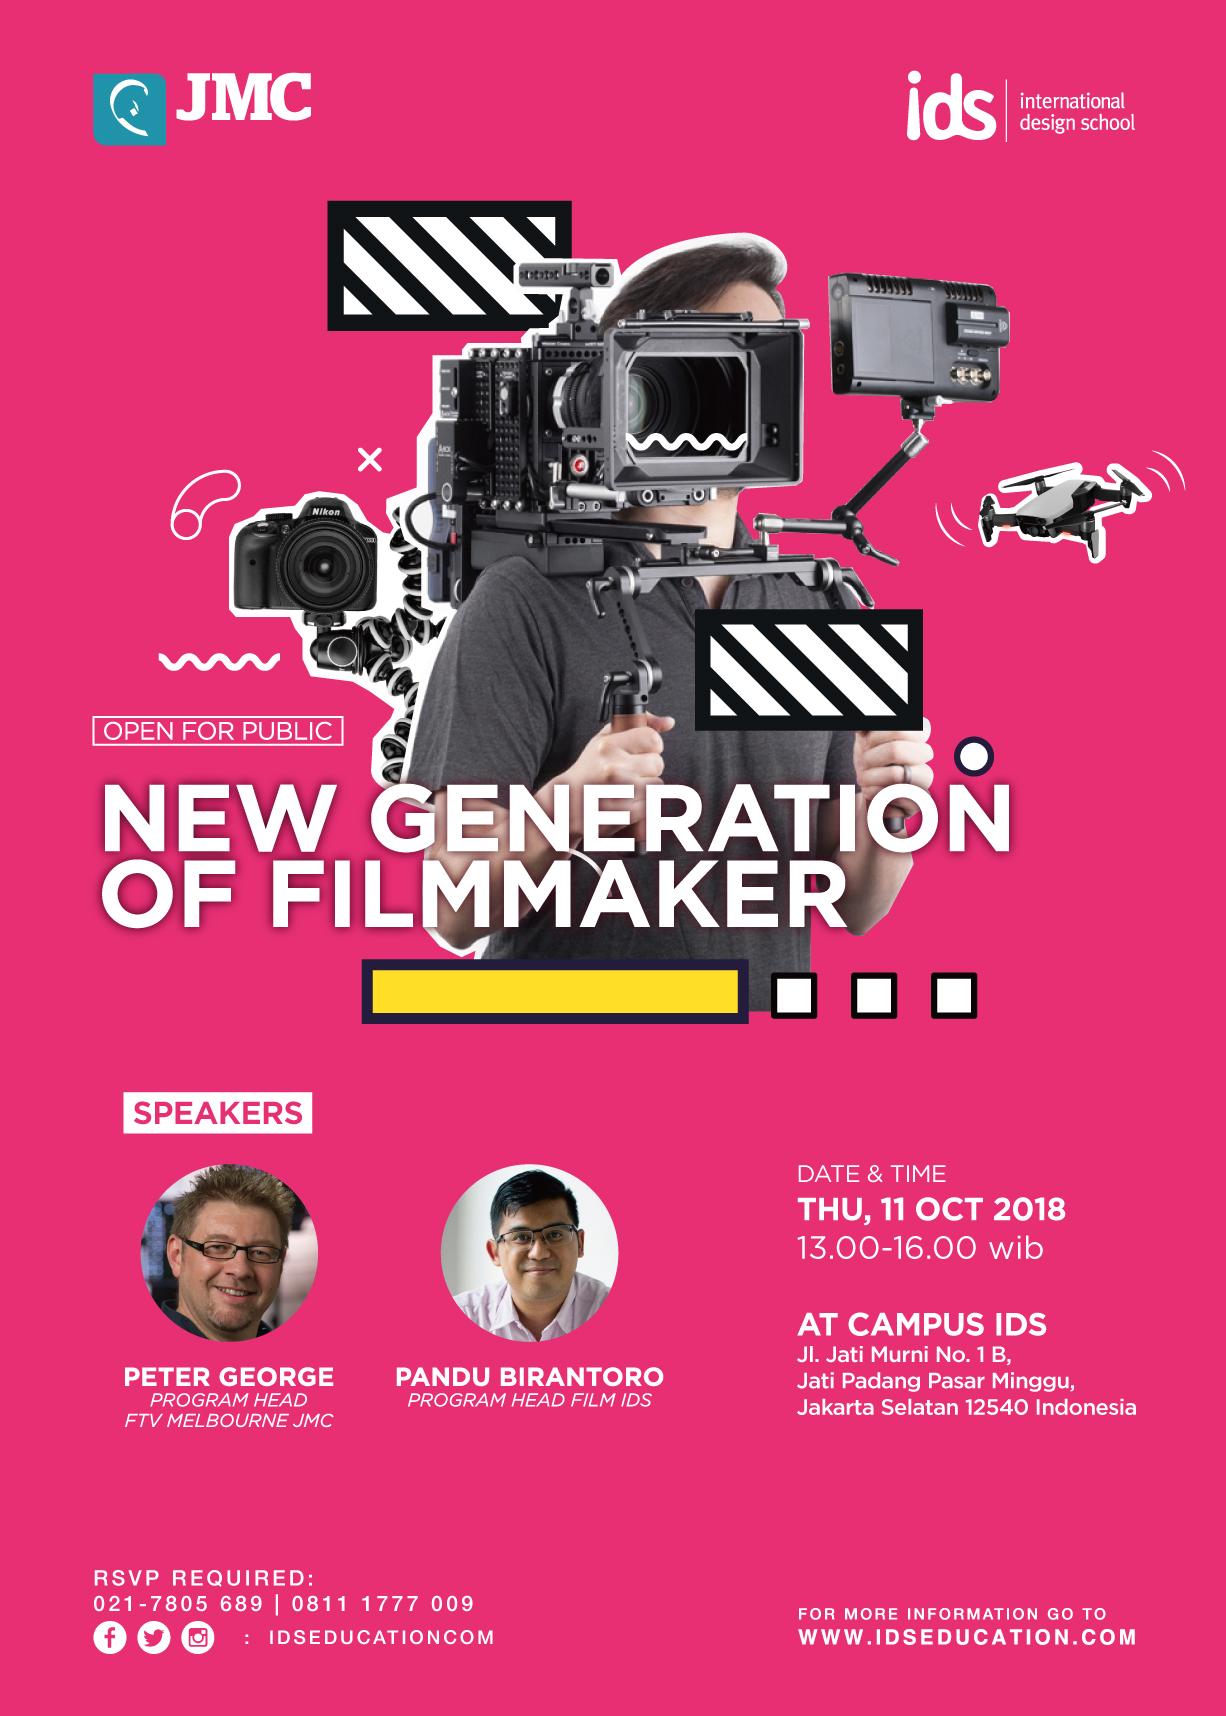 JMC
ids
international
design school
Nikon
OPEN FOR PUBLIC
NEW GENERATION
OF FILMMAKER
SPEAKERS
PETER GEORGE
PROGRAM HEAD
FTV MELBOURNE JMC
PANDU BIRANTORO
PROGRAM HEAD FILM IDS
DATE & TIME
THU, 11 OCT 2018
13.00-16.00 wib
AT CAMPUS IDS
Jl. Jati Murni No. 1 B,
Jati Padang Pasar Minggu,
Jakarta Selatan 12540 Indonesia
RSVP REQUIRED:
021-7805 689 | 0811 1777 009
: IDSEDUCATIONCOM
FOR MORE INFORMATION GO TO
WWW.IDSEDUCATION.COM